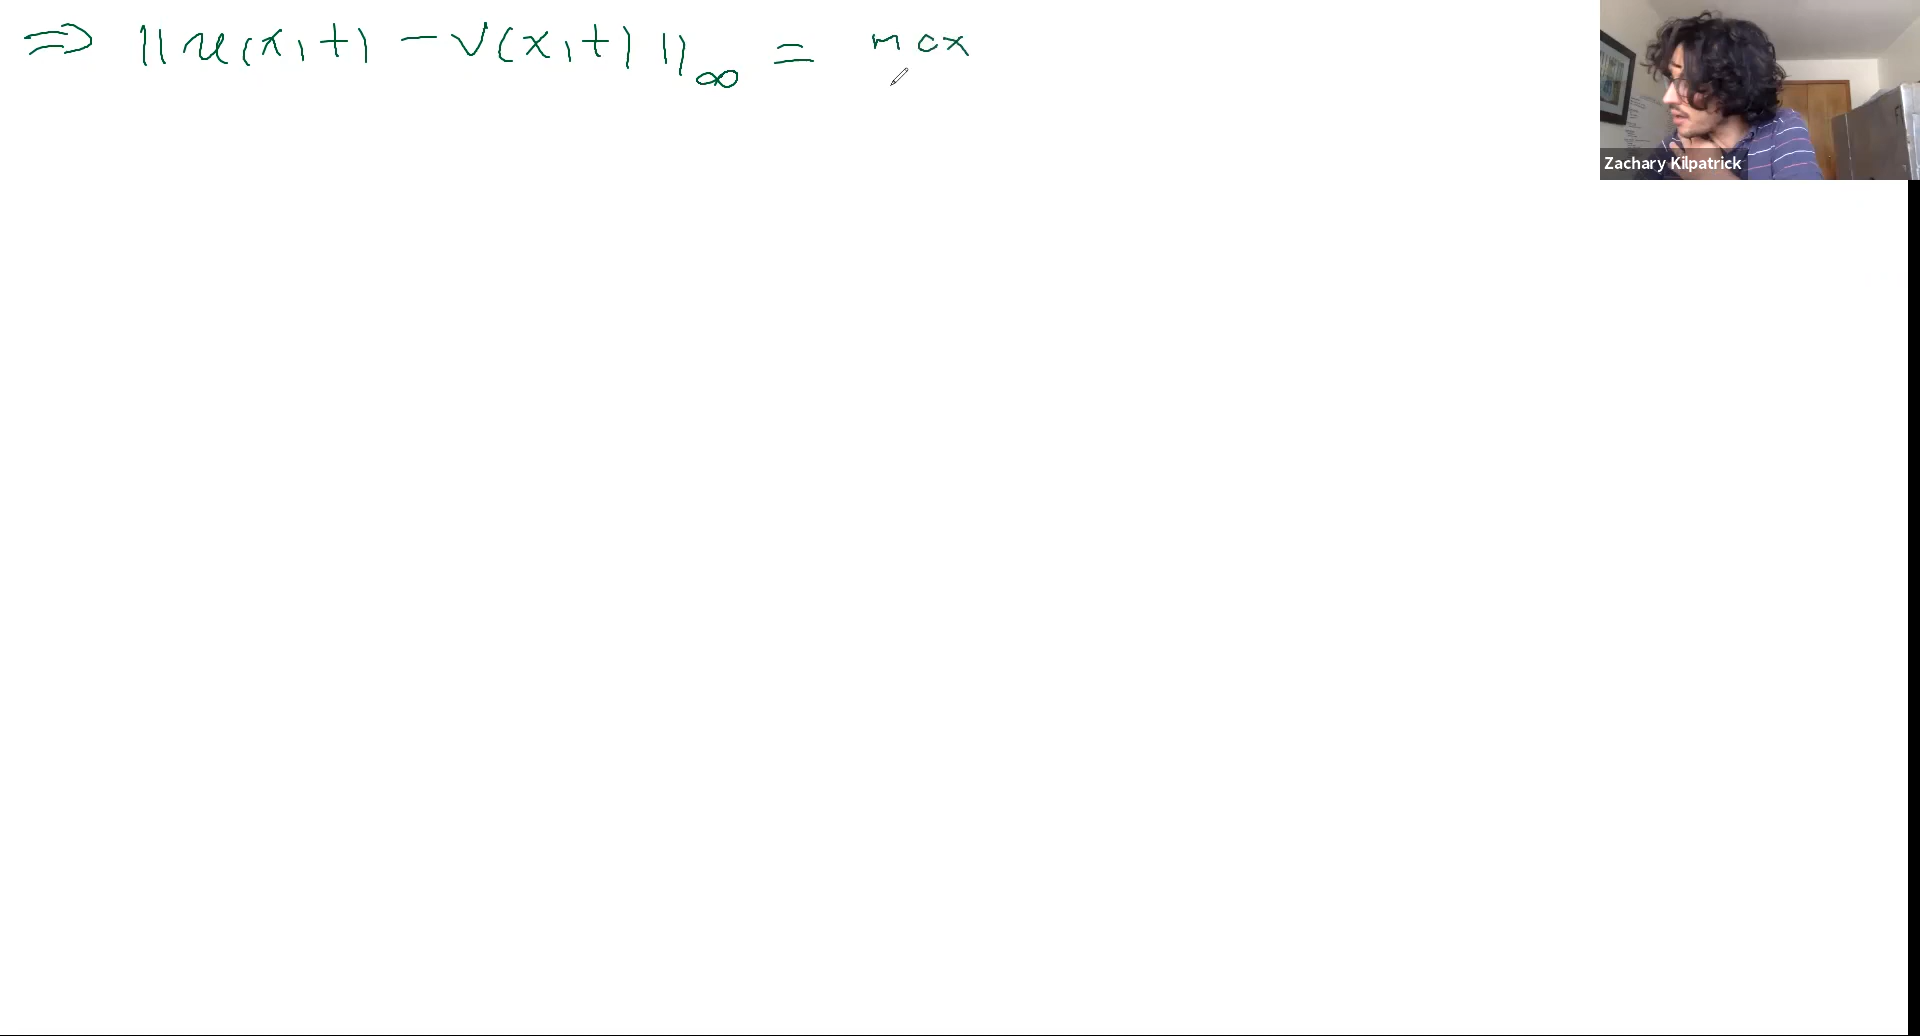 ⇒ ||u(x,t) - v(x,t)||∞ = max
Zachary Kilpatrick